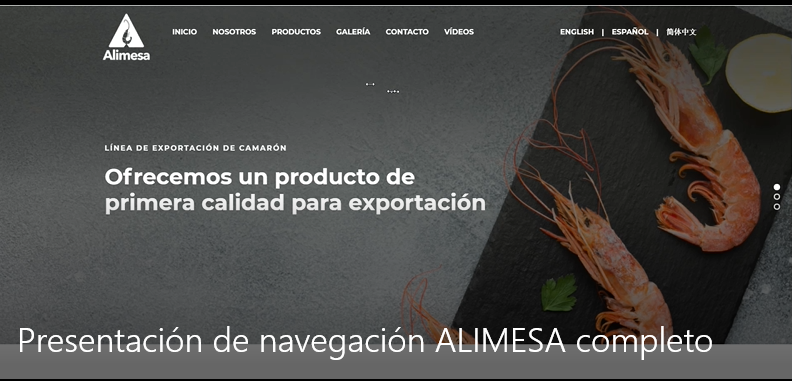 INICIO NOSOTROS PRODUCTOS GALERÍA CONTACTO VÍDEOS ENGLISH | ESPAÑOL | 简体中文
Alimesa
LÍNEA DE EXPORTACIÓN DE CAMARÓN
Ofrecemos un producto de
primera calidad para exportación
Presentación de navegación ALIMESA completo